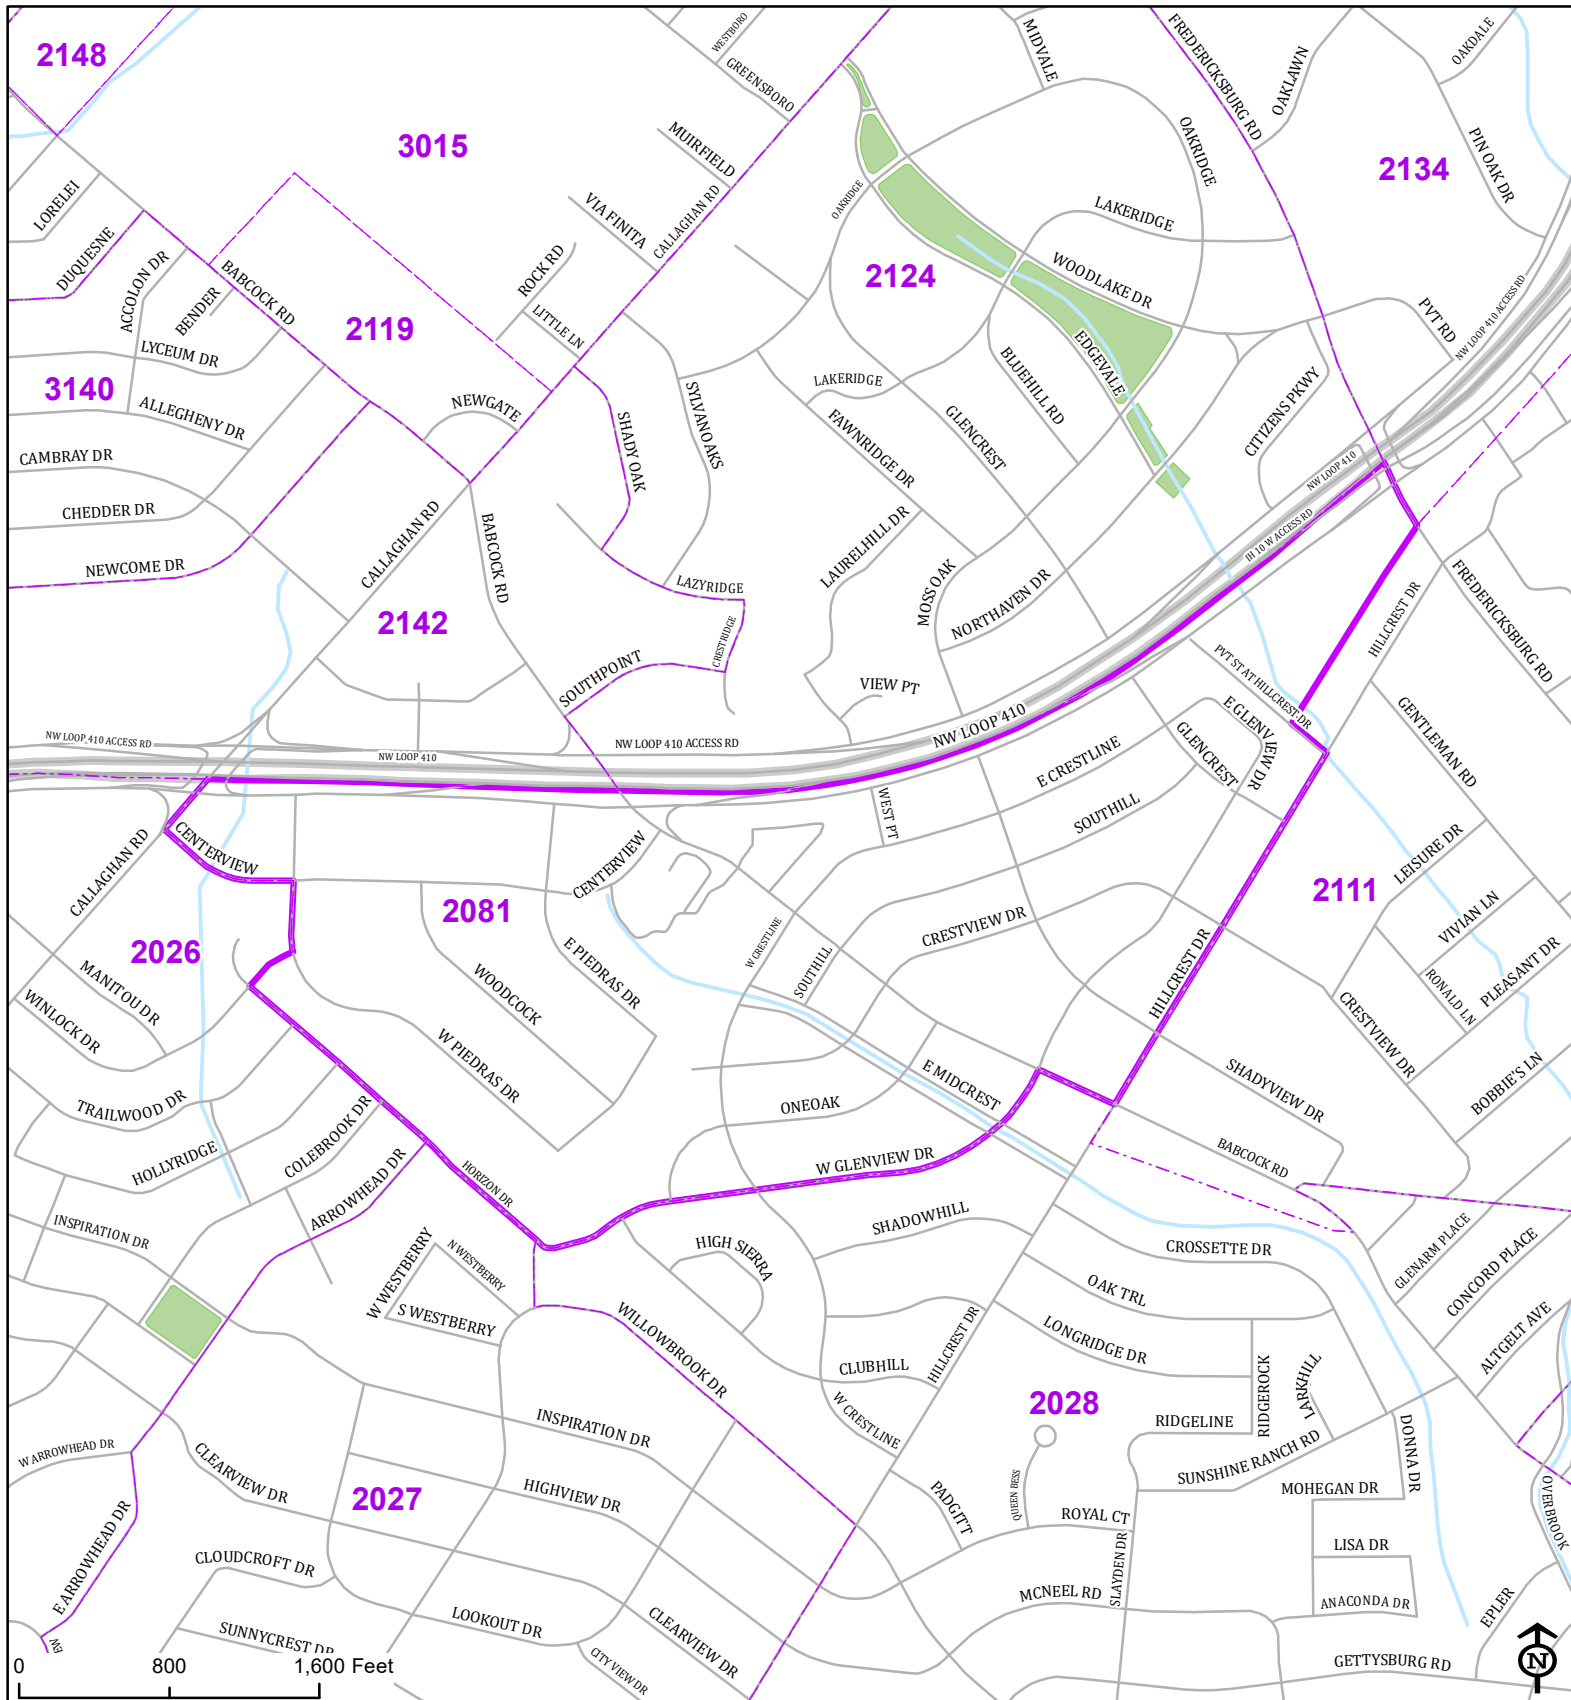 WESTBORO
FREDERICKSBURG RD
MIDVALE
OAKDALE
2148
GREENSBORO
OAKLAWN
3015
MUIRFIELD
OAKRIDGE
2134
PIN OAK DR
LORELEI
OAKRIDGE
VIA FINITA
CALLAGHAN RD
LAKERIDGE
DUQUESNE
ACCOLON DR
BABCOCK RD
ROCK RD
2124
WOODLAKE DR
BENDER
2119
LITTLE LN
PVT RD
NW LOOP 410 ACCESS RD
LYCEUM DR
EDGEVALE
3140
BLUEHILL RD
LAKERIDGE
CITIZENS PKWY
ALLEGHENY DR
NEWGATE
SHADY OAK
SYLVANOAKS
FAWNRIDGE DR
GLENCREST
CAMBRAY DR
NW LOOP 410
CHEDDER DR
CALLAGHAN RD
BABCOCK RD
LAURELHILL DR
IH 10 W ACCESS RD
NEWCOME DR
LAZYRIDGE
MOSS OAK
NORTHAVEN DR
FREDERICKSBURG RD
HILLCREST DR
2142
CREST RIDGE
SOUTHPOINT
PVT ST AT HILLCREST DR
VIEW PT
E GLENVIEW DR
GENTLEMAN RD
NW LOOP 410 ACCESS RD
NW LOOP 410 ACCESS RD
NW LOOP 410
NW LOOP 410
GLENCREST
E CRESTLINE
WEST PT
SOUTHILL
CENTERVIEW
CALLAGHAN RD
CENTERVIEW
LEISURE DR
2081
2111
VIVIAN LN
2026
CRESTVIEW DR
W CRESTLINE
SOUTHILL
HILLCREST DR
PLEASANT DR
MANITOU DR
WOODCOCK
E PIEDRAS DR
RONALD LN
WINLOCK DR
CRESTVIEW DR
W PIEDRAS DR
E MIDCREST
SHADYVIEW DR
BOBBIE'S LN
TRAILWOOD DR
ONEOAK
COLEBROOK DR
HOLLYRIDGE
W GLENVIEW DR
BABCOCK RD
HORIZON DR
ARROWHEAD DR
INSPIRATION DR
SHADOWHILL
CROSSETTE DR
GLENARM PLACE
CONCORD PLACE
W WESTBERRY
N WESTBERRY
HIGH SIERRA
OAK TRL
S WESTBERRY
WILLOWBROOK DR
LONGRIDGE DR
ALTGELT AVE
HILLCREST DR
CLUBHILL
RIDGEROCK
LARKHILL
2028
W CRESTLINE
RIDGELINE
INSPIRATION DR
DONNA DR
W ARROWHEAD DR
SUNSHINE RANCH RD
CLEARVIEW DR
2027
HIGHVIEW DR
QUEEN BESS
MOHEGAN DR
PADGITT
ROYAL CT
OVERBROOK
E ARROWHEAD DR
LISA DR
CLOUDCROFT DR
SLAYDEN DR
MCNEEL RD
ANACONDA DR
EPLER
LOOKOUT DR
CLEARVIEW DR
SUNNYCREST DR
EW
CITY VIEW DR
GETTYSBURG RD
N
0 800 1,600 Feet